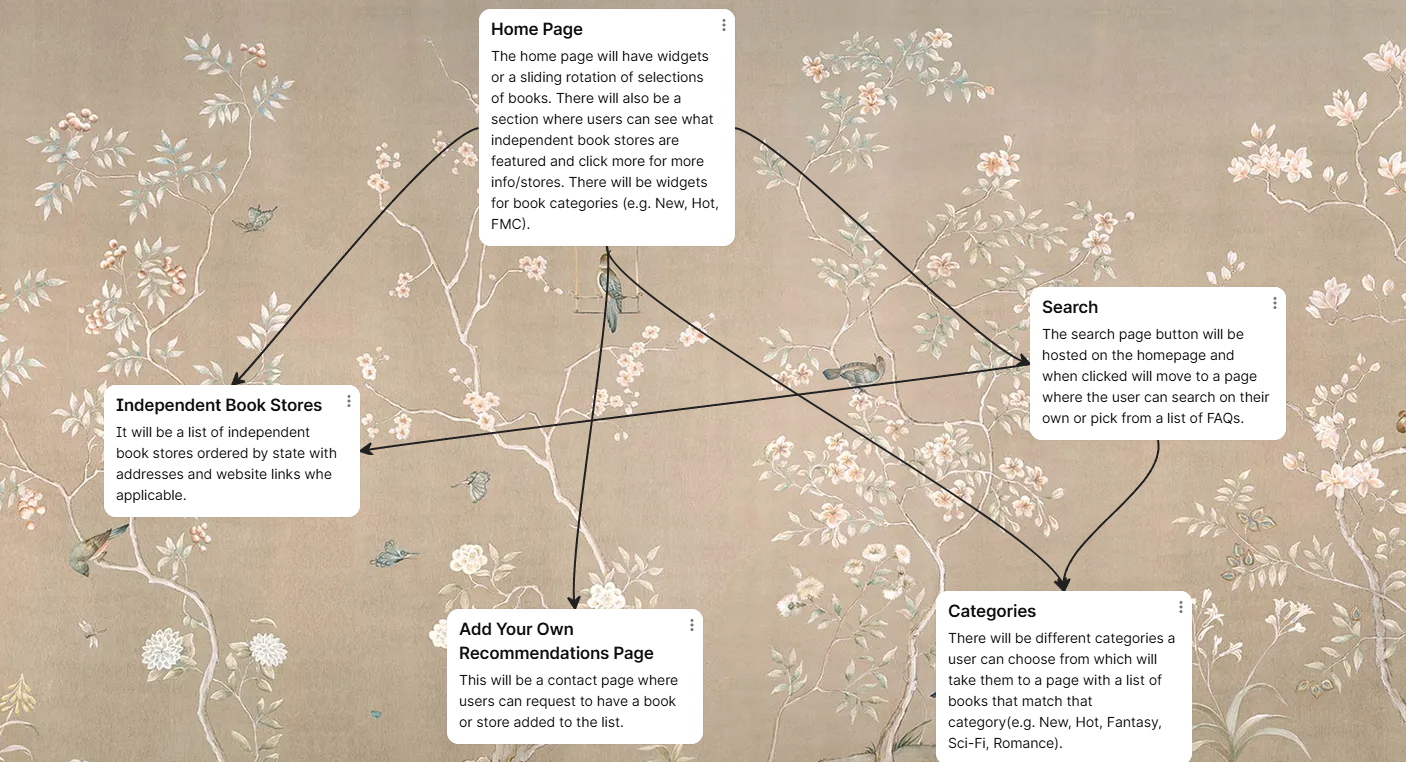 Home Page
The home page will have widgets
or a sliding rotation of selections
of books. There will also be a
section where users can see what
independent book stores are
featured and click more for more
info/stores. There will be widgets
for book categories (e.g. New, Hot,
FMC).
Search
The search page button will be
hosted on the homepage and
when clicked will move to a page
where the user can search on their
own or pick from a list of FAQs.
Independent Book Stores
It will be a list of independent
book stores ordered by state with
addresses and website links whe
applicable.
Add Your Own
Recommendations Page
This will be a contact page where
users can request to have a book
or store added to the list.
Categories
There will be different categories a
user can choose from which will
take them to a page with a list of
books that match that
category(e.g. New, Hot, Fantasy,
Sci-Fi, Romance).